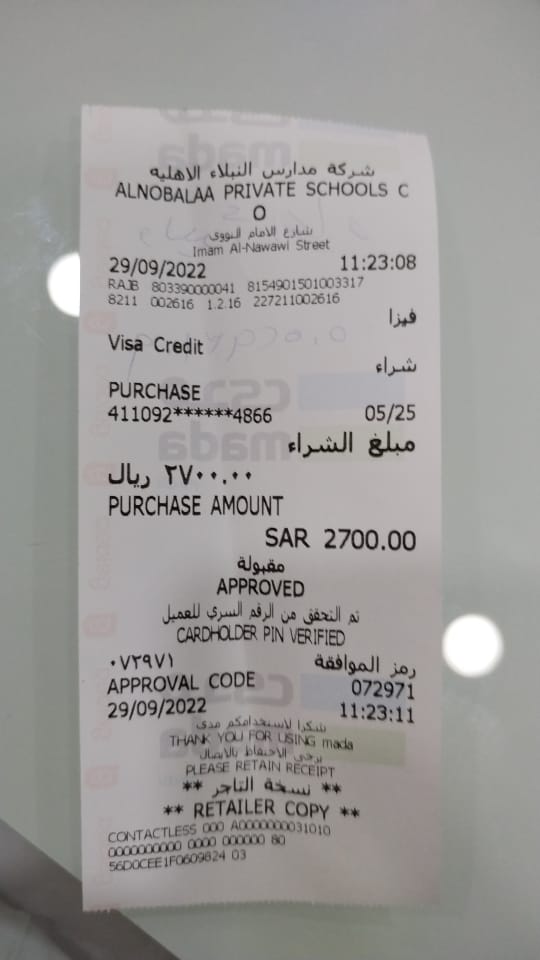 شركة مدارس النبلاء الاهليه
ALNOBALAA PRIVATE SCHOOLS C
O
شارع الامام النووي
Imam Al-Nawawi Street
29/09/2022 11:23:08
RAJB 803390000041 8154901501003317
8211 002616 1.2.16 227211002616
فيزا
Visa Credit
شراء
PURCHASE
411092******4866 05/25
مبلغ الشراء
٢٧٠٠.٠٠ ريال
PURCHASE AMOUNT
SAR 2700.00
مقبولة
APPROVED
تم التحقق من الرقم السري للعميل
CARDHOLDER PIN VERIFIED
رمز الموافقة ٠٧٢٩٧١
APPROVAL CODE 072971
29/09/2022 11:23:11
شكرا لاستخدامكم مدى
THANK YOU FOR USING mada
يرجى الاحتفاظ بالايصال
PLEASE RETAIN RECEIPT
** نسخة التاجر **
** RETAILER COPY **
CONTACTLESS 000 A0000000031010
0000000000 0000 000000 80
56D0CEE1F0609824 03